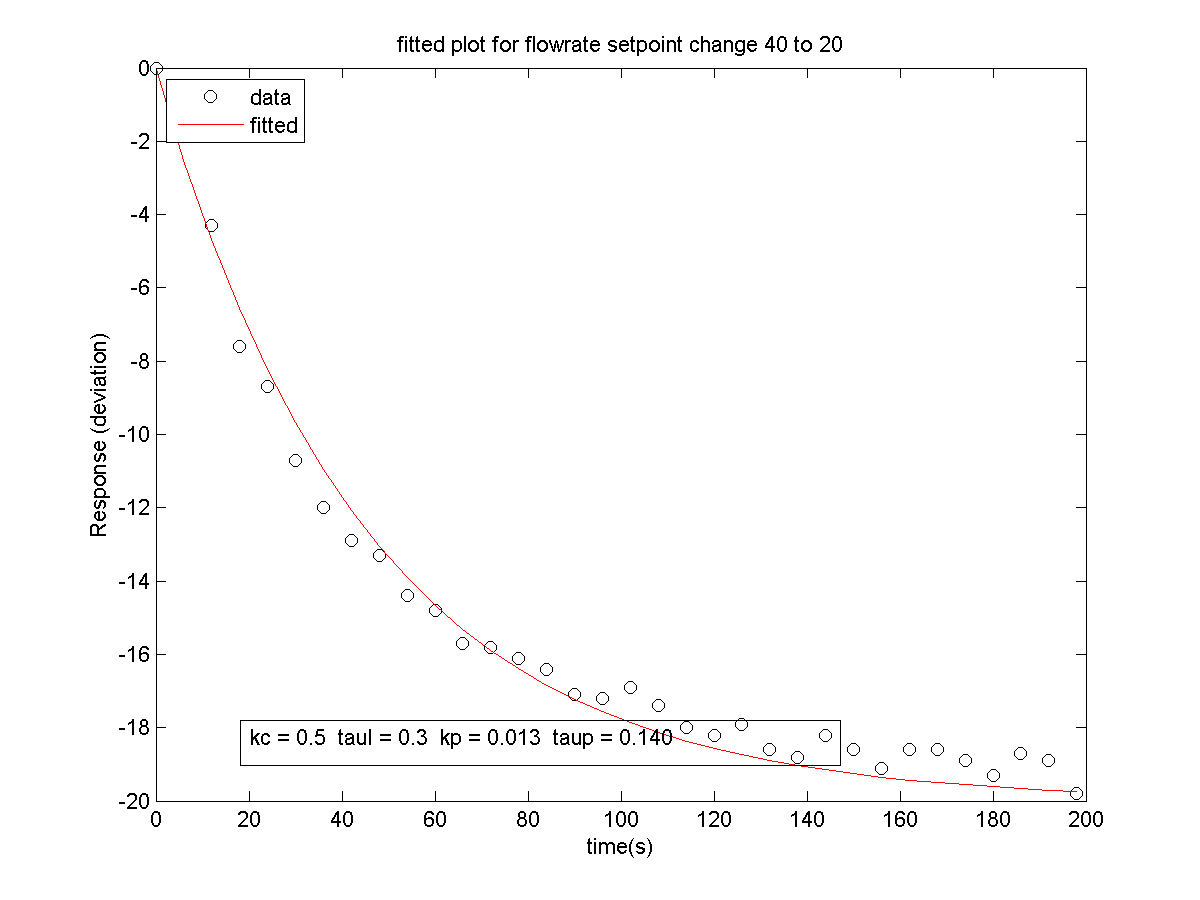 fitted plot for flowrate setpoint change 40 to 20
data
fitted
Response (deviation)
0
-2
-4
-6
-8
-10
-12
-14
-16
-18
-20
kc = 0.5 taul = 0.3 kp = 0.013 taup = 0.140
0 20 40 60 80 100 120 140 160 180 200
time(s)